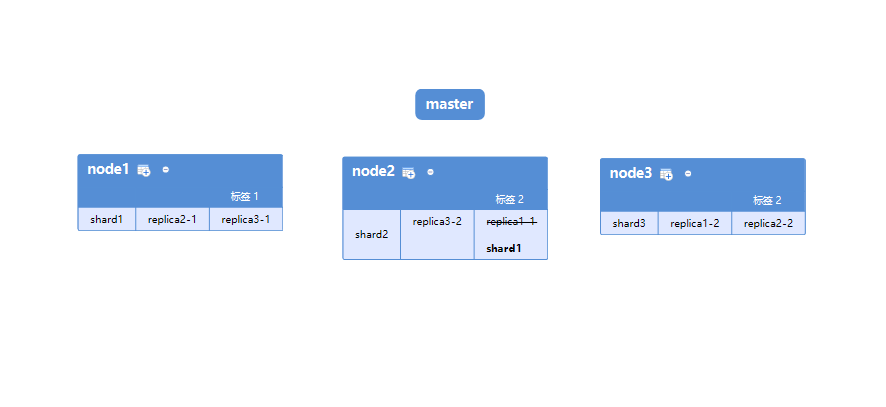 master
node1
标签 1
shard1 replica2-1 replica3-1
node2
标签 2
shard2 replica3-2 replica1-1
shard1
node3
标签 2
shard3 replica1-2 replica2-2